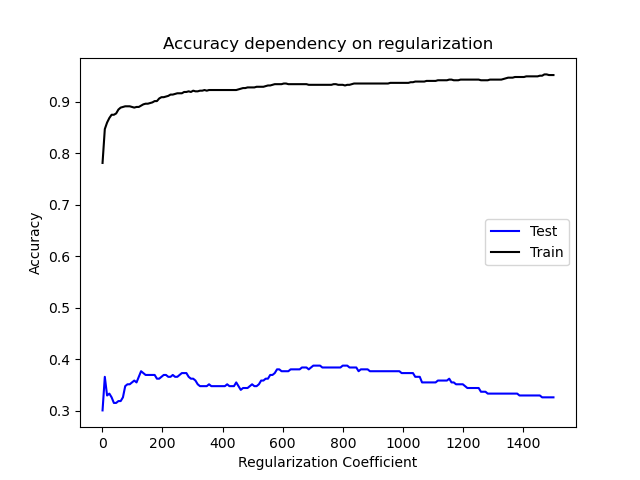 Accuracy dependency on regularization
Accuracy
0.9
0.8
0.7
0.6
0.5
0.4
0.3
Test
Train
0 200 400 600 800 1000 1200 1400
Regularization Coefficient